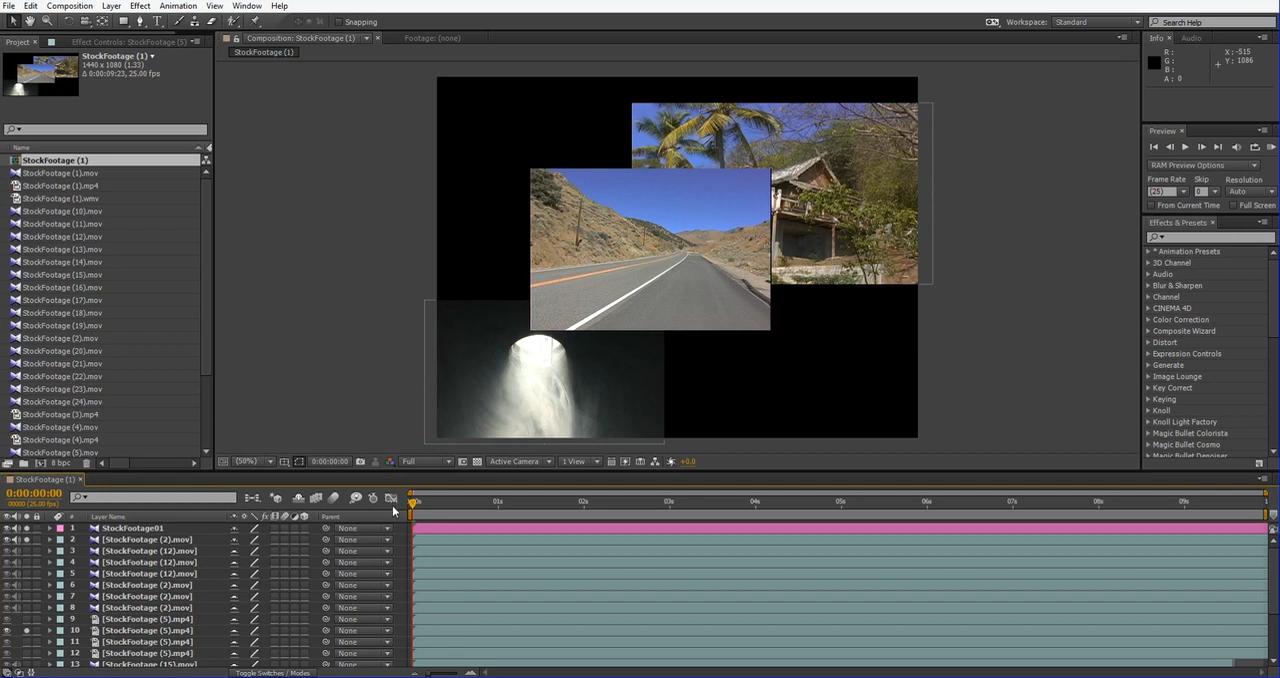 File Edit Composition Layer Effect Animation View Window Help
Snapping Workspace: Standard Search Help
Project Effect Controls: StockFootage (5) Composition: StockFootage (1) Footage: (none) Info Audio
StockFootage (1)
StockFootage (1)
1440 x 1080 (1.33)
Δ 0:00:09:23, 25.00 fps
R:
G:
B:
A: 0
X: -515
Y: 1086
Preview
RAM Preview Options
Frame Rate Skip Resolution
(25) 0 Auto
From Current Time Full Screen
Effects & Presets
* Animation Presets
3D Channel
Audio
Blur & Sharpen
Channel
CINEMA 4D
Color Correction
Composite Wizard
Distort
Expression Controls
Generate
Image Lounge
Key Correct
Keying
Knoll
Knoll Light Factory
Magic Bullet Colorista
Magic Bullet Cosmo
Magic Bullet Denoiser
Name
StockFootage (1)
StockFootage (1).mov
StockFootage (1).mp4
StockFootage (1).wmv
StockFootage (10).mov
StockFootage (11).mov
StockFootage (12).mov
StockFootage (13).mov
StockFootage (14).mov
StockFootage (15).mov
StockFootage (16).mov
StockFootage (17).mov
StockFootage (18).mov
StockFootage (19).mov
StockFootage (2).mov
StockFootage (20).mov
StockFootage (21).mov
StockFootage (22).mov
StockFootage (23).mov
StockFootage (24).mov
StockFootage (3).mp4
StockFootage (4).mov
StockFootage (4).mp4
StockFootage (5).mov
8 bpc
(50%) 0:00:00:00 Full Active Camera 1 View +0.0
StockFootage (1)
0:00:00:00
00000 (25.00 fps)
01s 02s 03s 04s 05s 06s 07s 08s 09s
# Layer Name Parent
1 StockFootage01 None
2 [StockFootage (2).mov] None
3 [StockFootage (12).mov] None
4 [StockFootage (12).mov] None
5 [StockFootage (12).mov] None
6 [StockFootage (2).mov] None
7 [StockFootage (2).mov] None
8 [StockFootage (2).mov] None
9 [StockFootage (5).mp4] None
10 [StockFootage (5).mp4] None
11 [StockFootage (5).mp4] None
12 [StockFootage (5).mp4] None
13 [StockFootage (15).mov] None
Toggle Switches / Modes